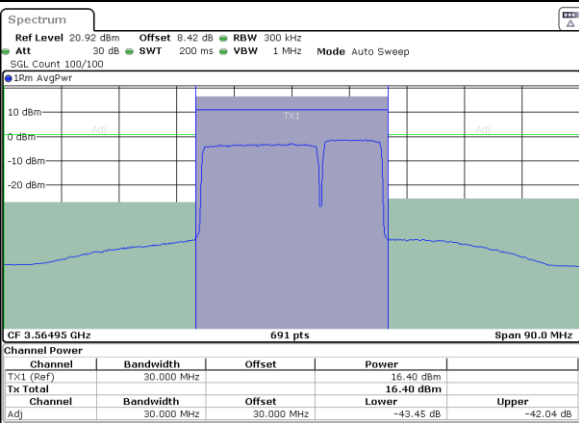 Spectrum
Ref Level 20.92 dBm Offset 8.42 dB RBW 300 kHz
Att 30 dB SWT 200 ms VBW 1 MHz Mode Auto Sweep
SGL Count 100/100
1Rm AvgPwr
10 dBm
TX1
Adj 0 dBm Adj
-10 dBm
-20 dBm
CF 3.56495 GHz 691 pts Span 90.0 MHz
Channel Power
Channel Bandwidth Offset Power
TX1 (Ref) 30.000 MHz 16.40 dBm
Tx Total 16.40 dBm
Channel Bandwidth Offset Lower Upper
Adj 30.000 MHz 30.000 MHz -43.45 dB -42.04 dB